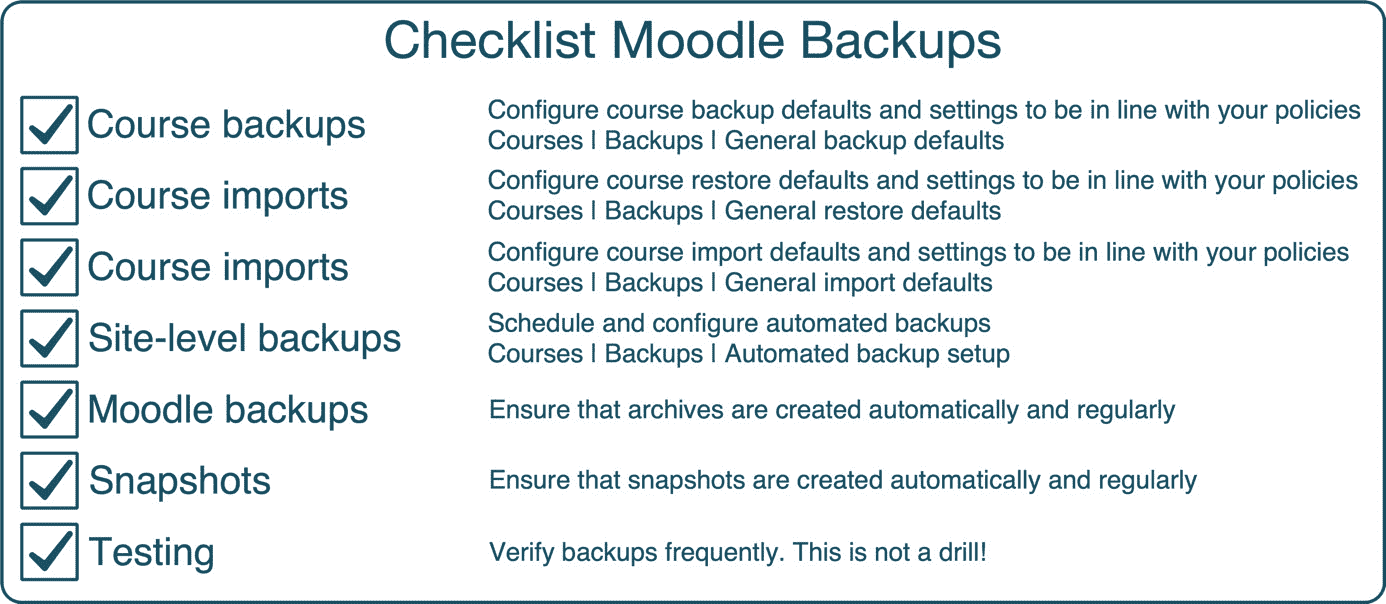 Checklist Moodle Backups
Course backups
Configure course backup defaults and settings to be in line with your policies
Courses | Backups | General backup defaults
Course imports
Configure course restore defaults and settings to be in line with your policies
Courses | Backups | General restore defaults
Course imports
Configure course import defaults and settings to be in line with your policies
Courses | Backups | General import defaults
Site-level backups
Schedule and configure automated backups
Courses | Backups | Automated backup setup
Moodle backups
Ensure that archives are created automatically and regularly
Snapshots
Ensure that snapshots are created automatically and regularly
Testing
Verify backups frequently. This is not a drill!